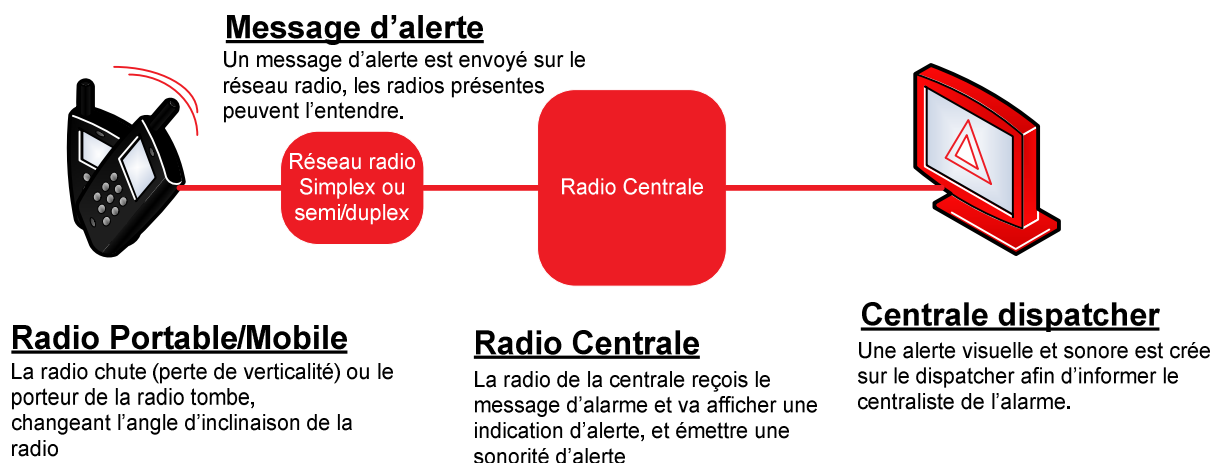 Message d’alerte
Un message d’alerte est envoyé sur le
réseau radio, les radios présentes
peuvent l’entendre.
Réseau radio
Simplex ou
semi/duplex
Radio Centrale
Radio Portable/Mobile
La radio chute (perte de verticalité) ou le
porteur de la radio tombe,
changeant l’angle d’inclinaison de la
radio
Radio Centrale
La radio de la centrale reçois le
message d’alarme et va afficher une
indication d’alerte, et émettre une
sonorité d’alerte
Centrale dispatcher
Une alerte visuelle et sonore est crée
sur le dispatcher afin d’informer le
centraliste de l’alarme.